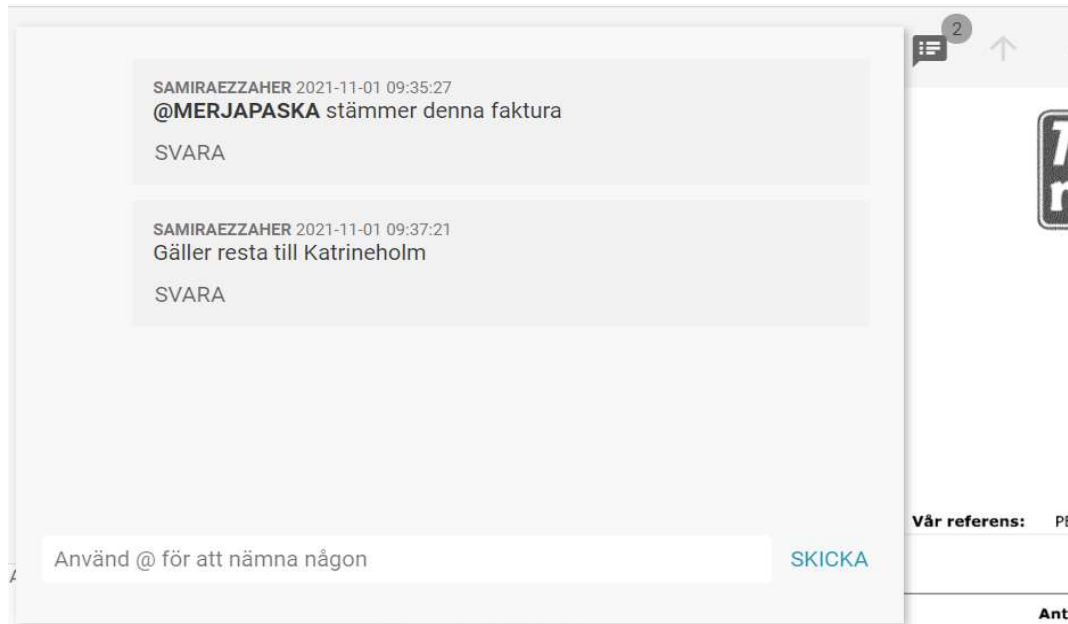 2
SAMIRAEZZAHER 2021-11-01 09:35:27
@MERJAPASKA stämmer denna faktura
SVARA
SAMIRAEZZAHER 2021-11-01 09:37:21
Gäller resta till Katrineholm
SVARA
Vår referens:
Använd @ för att nämna någon SKICKA